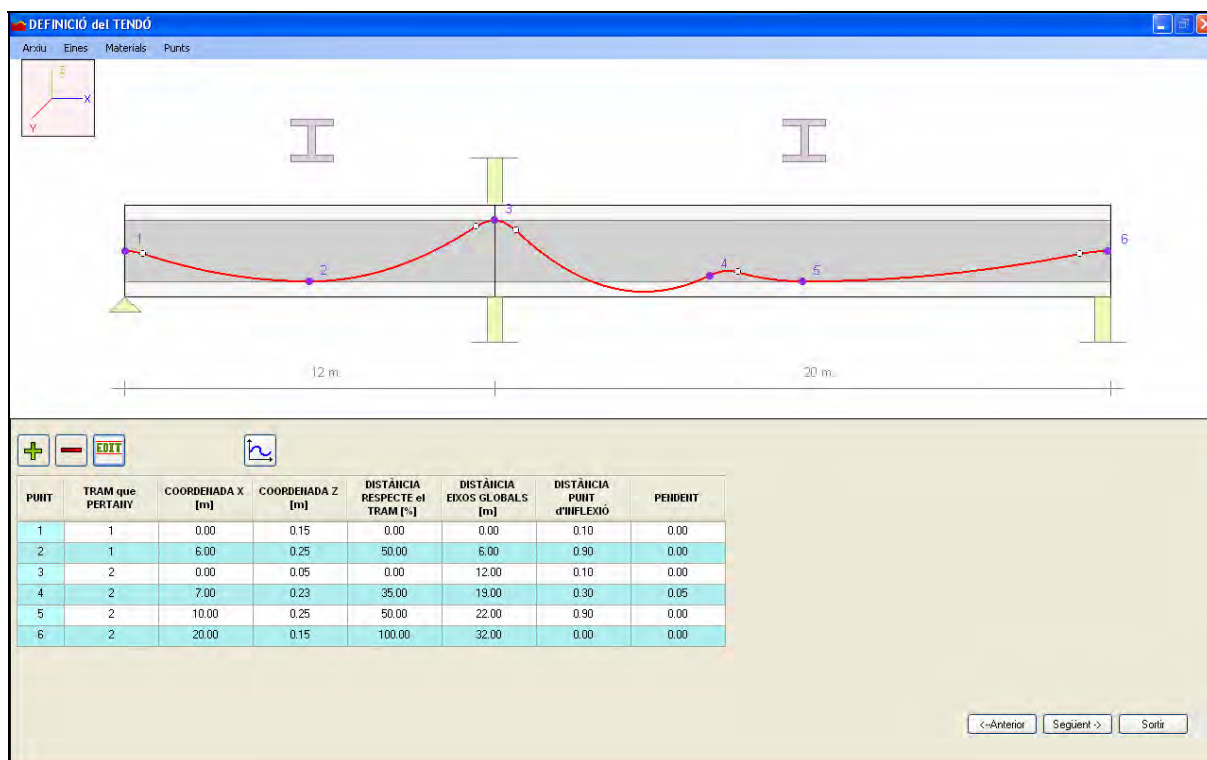 DEFINICIÓ del TENDÓ
Arxiu Eines Materials Punts
Z
X
Y
1
2
3
4
5
6
12 m.
20 m.
EDIT
PUNT TRAM que PERTANY COORDENADA X [m] COORDENADA Z [m] DISTÀNCIA RESPECTE el TRAM [%] DISTÀNCIA EIXOS GLOBALS [m] DISTÀNCIA PUNT d'INFLEXIÓ PENDENT
1 1 0.00 0.15 0.00 0.00 0.10 0.00
2 1 6.00 0.25 50.00 6.00 0.90 0.00
3 2 0.00 0.05 0.00 12.00 0.10 0.00
4 2 7.00 0.23 35.00 19.00 0.30 0.05
5 2 10.00 0.25 50.00 22.00 0.90 0.00
6 2 20.00 0.15 100.00 32.00 0.00 0.00
<-Anterior Següent -> Sortir